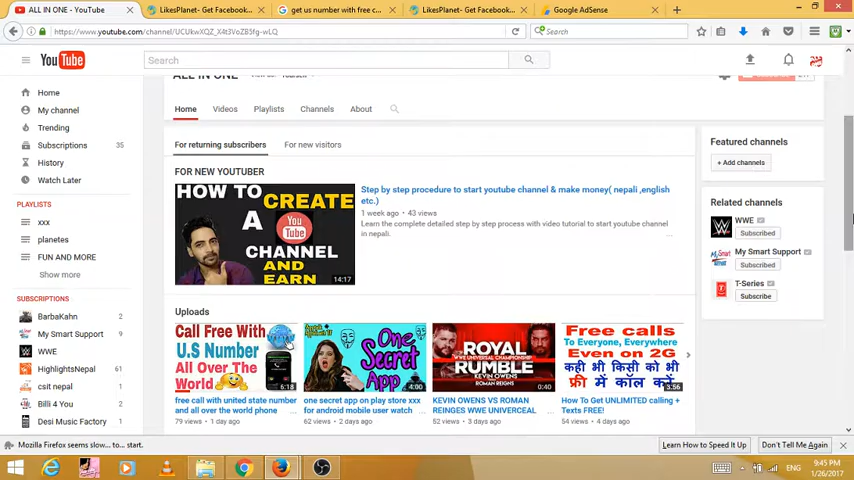 ALL IN ONE - YouTube
LikesPlanet- Get Facebook...
get us number with free c...
LikesPlanet- Get Facebook...
Google AdSense
https://www.youtube.com/channel/UCUkwXQZ_X4t3VoZB5fg-wLQ
Search
YouTube
Search
ALL IN ONE
Home Videos Playlists Channels About
Home
My channel
Trending
Subscriptions 35
History
Watch Later
PLAYLISTS
xxx
planetes
FUN AND MORE
Show more
SUBSCRIPTIONS
BarbaKahn 2
My Smart Support 9
WWE
HighlightsNepal 61
csit nepal 1
Billi 4 You 2
Desi Music Factory 2
For returning subscribers For new visitors
FOR NEW YOUTUBER
HOW TO CREATE
A You Tube
CHANNEL
AND
EARN
14:17
Step by step procedure to start youtube channel & make money( nepali ,english
etc.)
1 week ago • 43 views
Learn the complete detailed step by step process with video tutorial to start youtube channel
in nepali.
Uploads
Call Free With
U.S Number
All Over The
World
6:18
free call with united state number
and all over the world phone
79 views • 1 day ago
One
Secret
App
4:00
one secret app on play store xxx
for android mobile user watch
62 views • 2 days ago
ROYAL
RUMBLE
KEVIN OWENS
ROMAN REIGNS
0:40
KEVIN OWENS VS ROMAN
REINGES WWE UNIVERCEAL
52 views • 3 days ago
Free calls
To Everyone, Everywhere
Even on 2G
कही भी किसी को भी
फ्री में कॉल करें
3:56
How To Get UNLIMITED calling +
Texts FREE!
54 views • 4 days ago
Featured channels
+ Add channels
Related channels
WWE
Subscribed
My Smart Support
Subscribed
T-Series
Subscribe
Mozilla Firefox seems slow... to... start.
Learn How to Speed It Up
Don't Tell Me Again
ENG
9:45 PM
1/26/2017